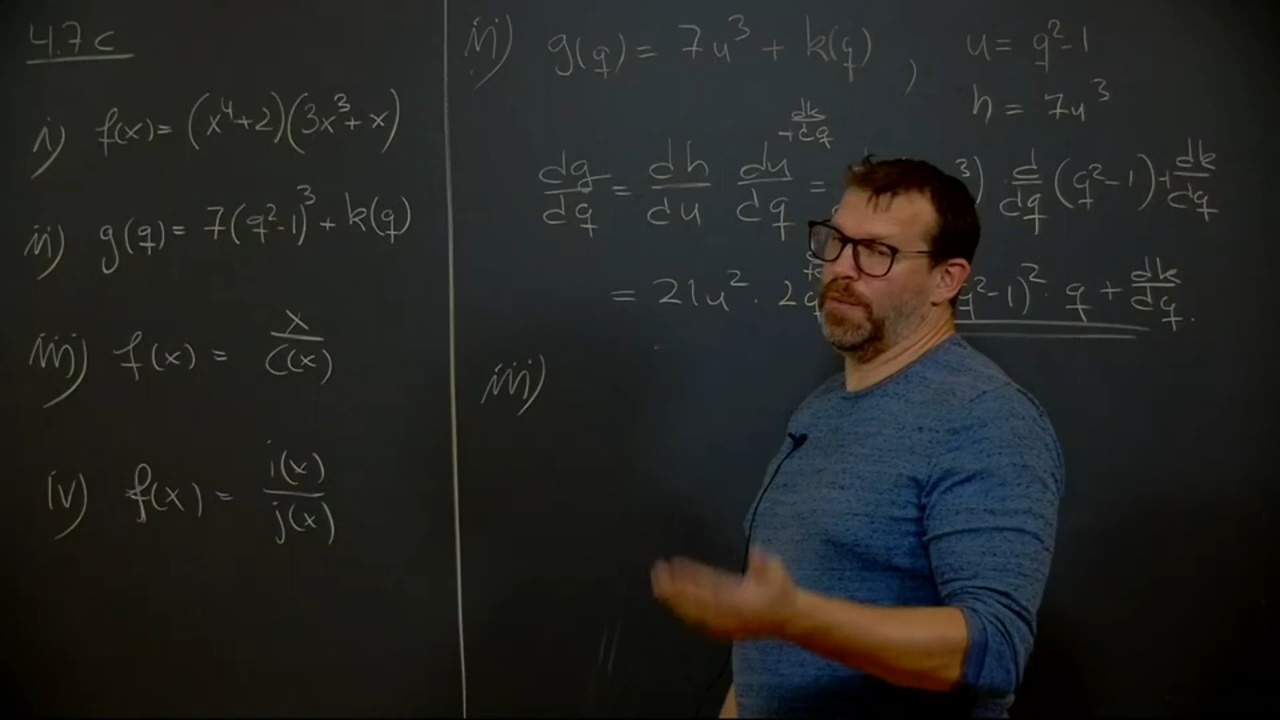 4.7c
i) f(x) = (x⁴+2)(3x³+x)
ii) g(q) = 7(q²-1)³ + k(q)
iii) f(x) = x/c(x)
iv) f(x) = i(x)/j(x)
ii) g(q) = 7u³ + k(q) , u = q²-1
h = 7u³
dg/dq = dh/du du/dq + dk/dq = ³) · d/dq (q²-1) + dk/dq
= 21u² · 2q q²-1)² · q + dk/dq.
iii)